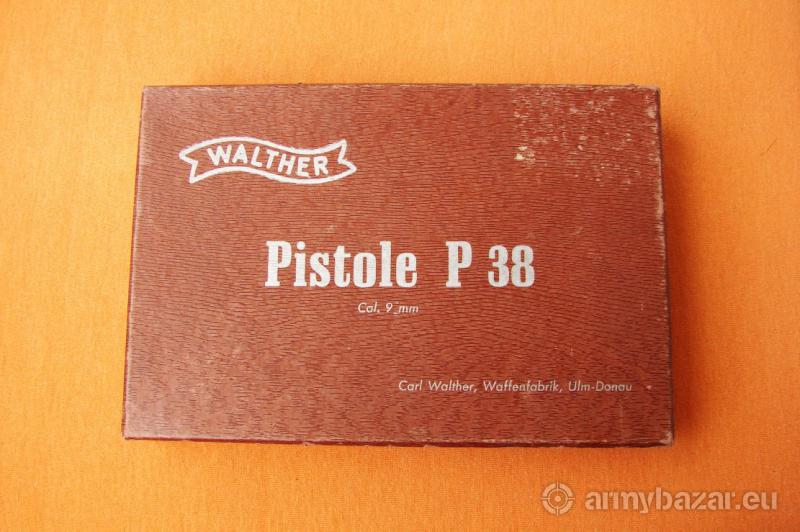 WALTHER
Pistole P 38
Cal. 9 mm
Carl Walther, Waffenfabrik, Ulm-Donau
armybazar.eu